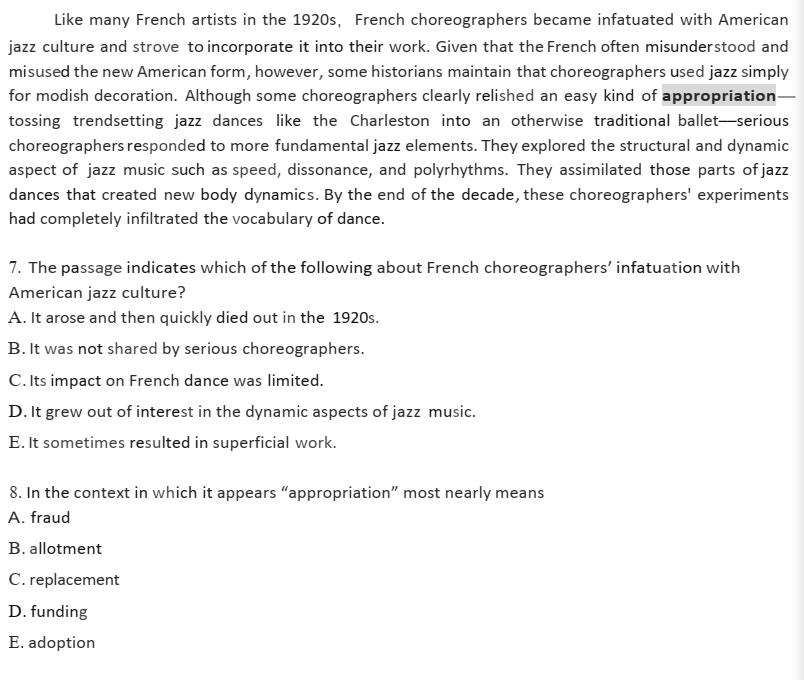 Like many French artists in the 1920s, French choreographers became infatuated with American
jazz culture and strove to incorporate it into their work. Given that the French often misunderstood and
misused the new American form, however, some historians maintain that choreographers used jazz simply
for modish decoration. Although some choreographers clearly relished an easy kind of appropriation—
tossing trendsetting jazz dances like the Charleston into an otherwise traditional ballet—serious
choreographers responded to more fundamental jazz elements. They explored the structural and dynamic
aspect of jazz music such as speed, dissonance, and polyrhythms. They assimilated those parts of jazz
dances that created new body dynamics. By the end of the decade, these choreographers' experiments
had completely infiltrated the vocabulary of dance.
7. The passage indicates which of the following about French choreographers’ infatuation with
American jazz culture?
A. It arose and then quickly died out in the 1920s.
B. It was not shared by serious choreographers.
C. Its impact on French dance was limited.
D. It grew out of interest in the dynamic aspects of jazz music.
E. It sometimes resulted in superficial work.
8. In the context in which it appears “appropriation” most nearly means
A. fraud
B. allotment
C. replacement
D. funding
E. adoption